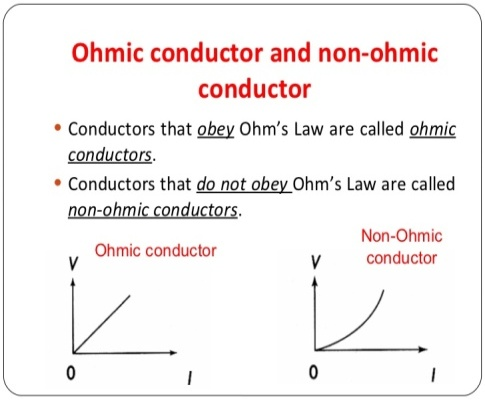 Ohmic conductor and non-ohmic
conductor
• Conductors that obey Ohm's Law are called ohmic
conductors.
• Conductors that do not obey Ohm's Law are called
non-ohmic conductors.
Ohmic conductor
V
0
I
Non-Ohmic
conductor
V
0
I